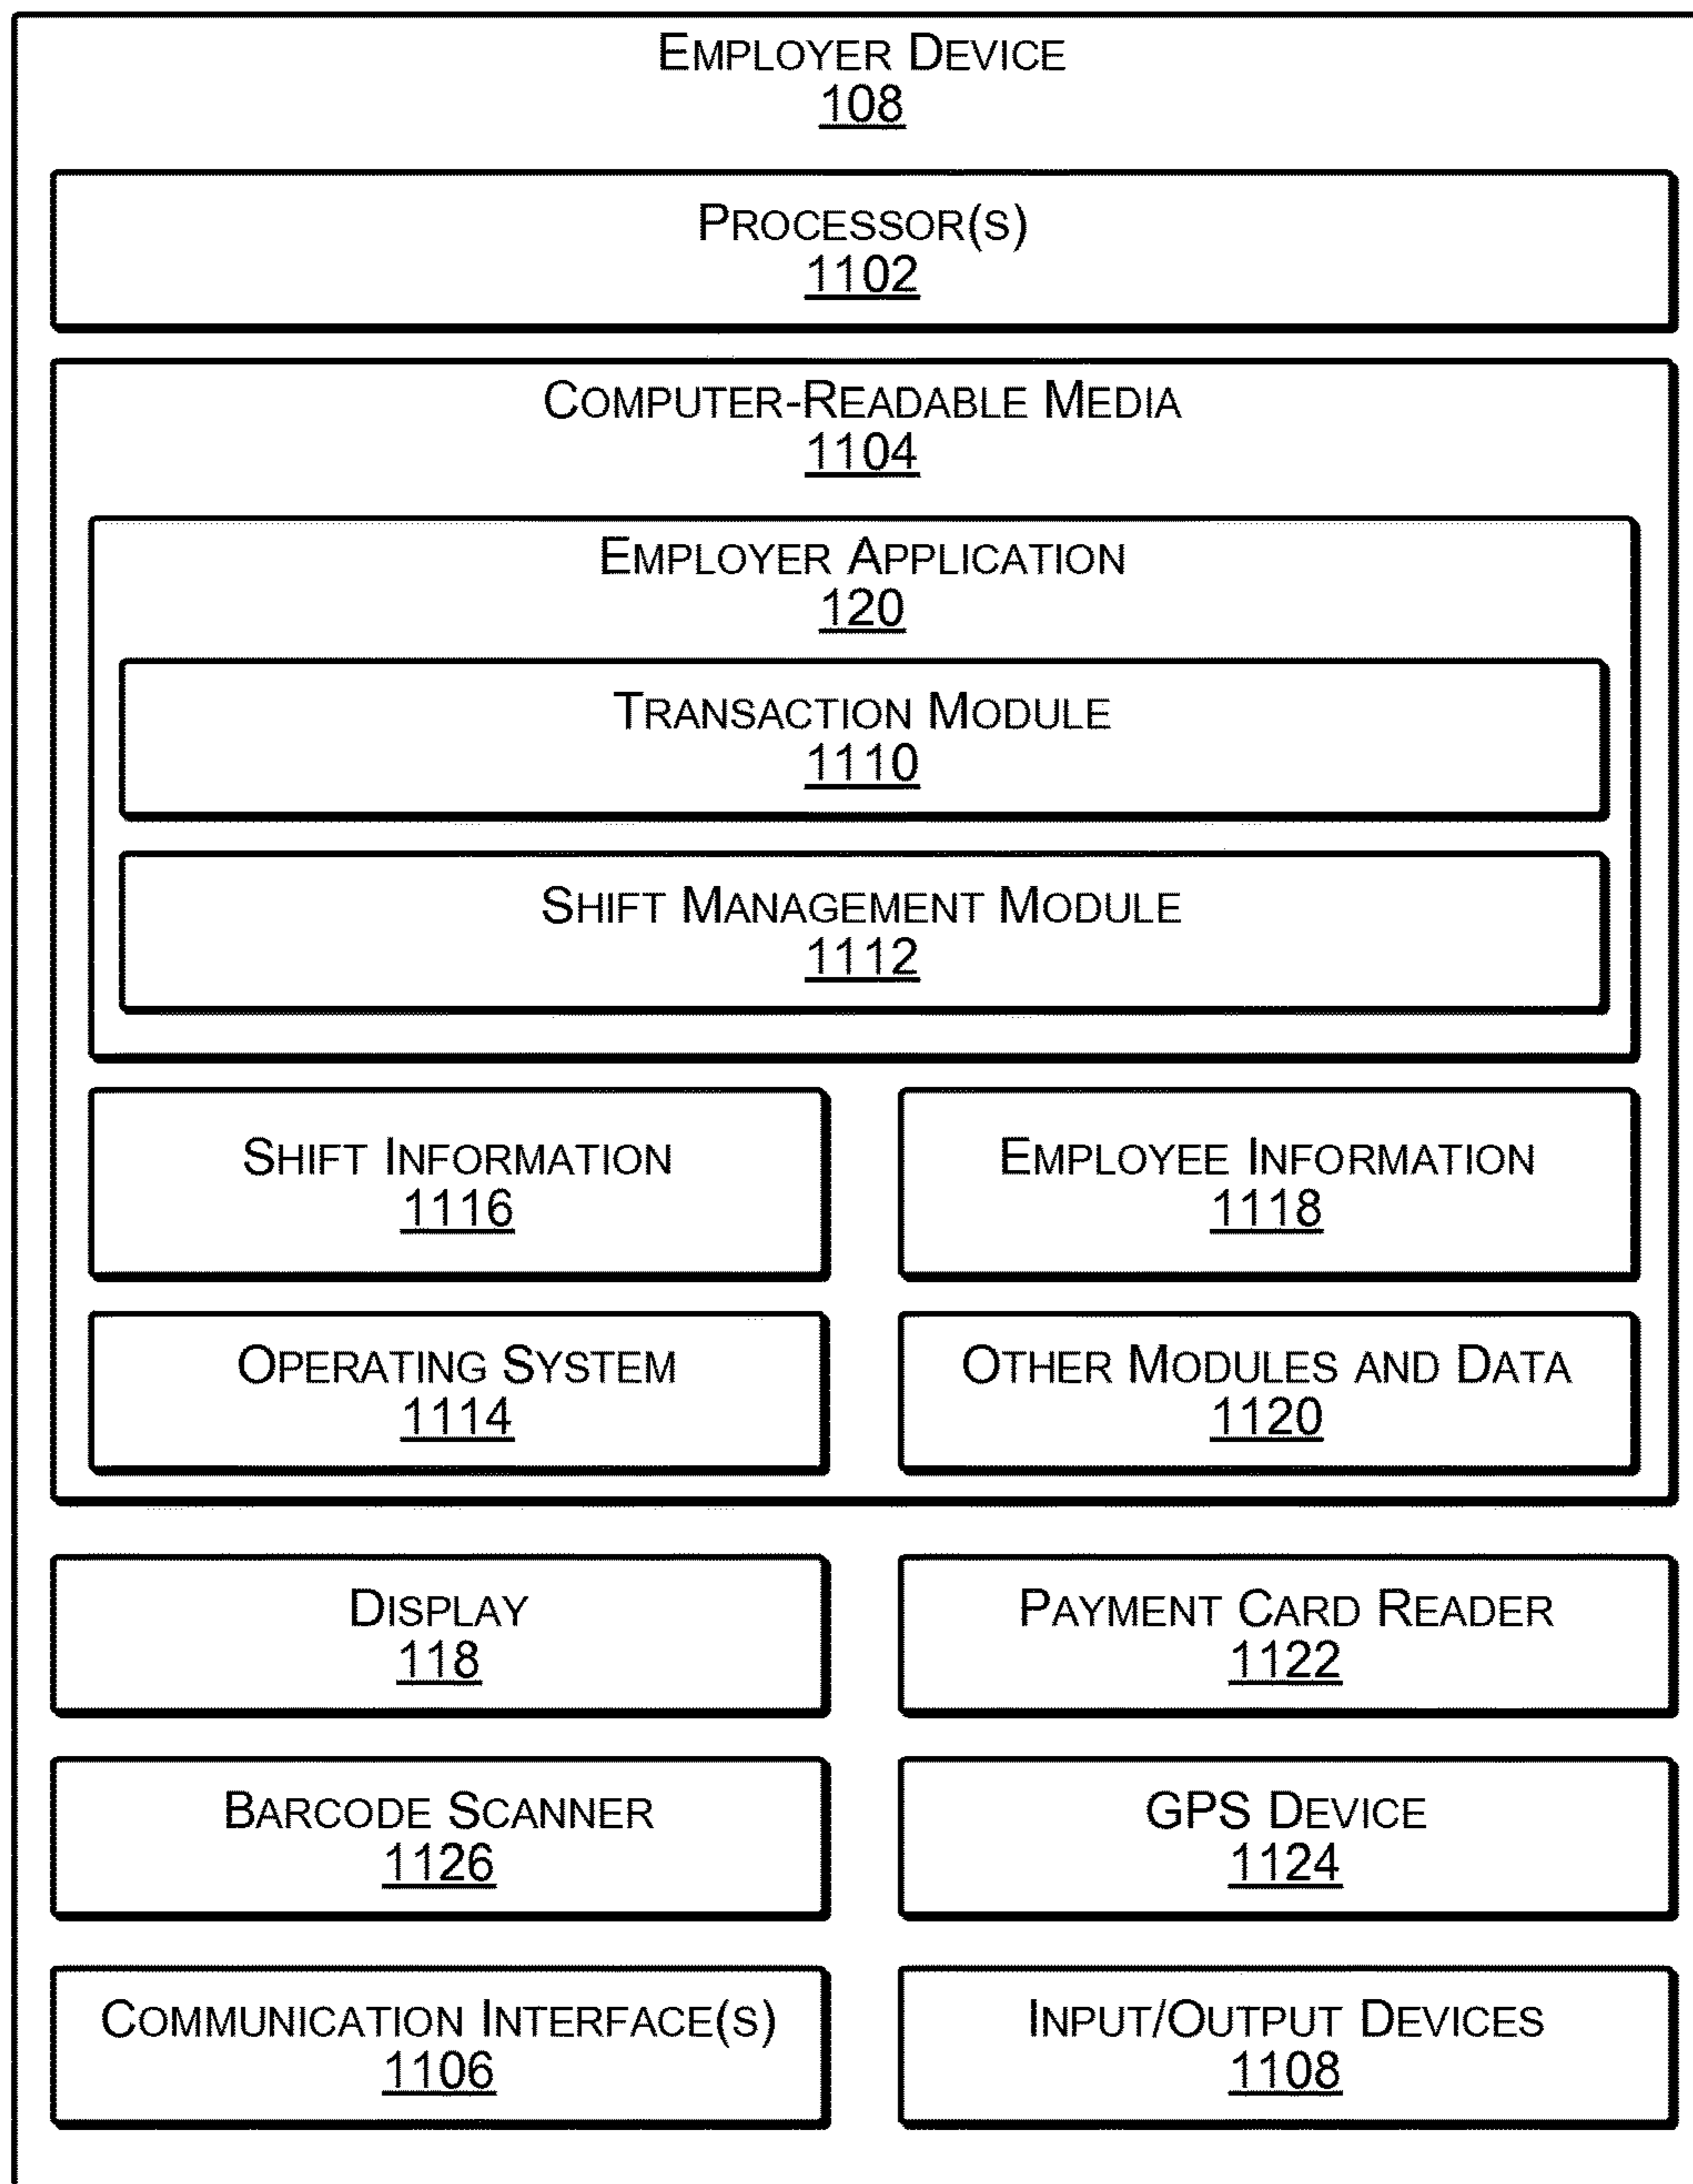 EMPLOYER DEVICE
108
PROCESSOR(S)
1102
COMPUTER-READABLE MEDIA
1104
EMPLOYER APPLICATION
120
TRANSACTION MODULE
1110
SHIFT MANAGEMENT MODULE
1112
SHIFT INFORMATION
1116
EMPLOYEE INFORMATION
1118
OPERATING SYSTEM
1114
OTHER MODULES AND DATA
1120
DISPLAY
118
PAYMENT CARD READER
1122
BARCODE SCANNER
1126
GPS DEVICE
1124
COMMUNICATION INTERFACE(S)
1106
INPUT/OUTPUT DEVICES
1108